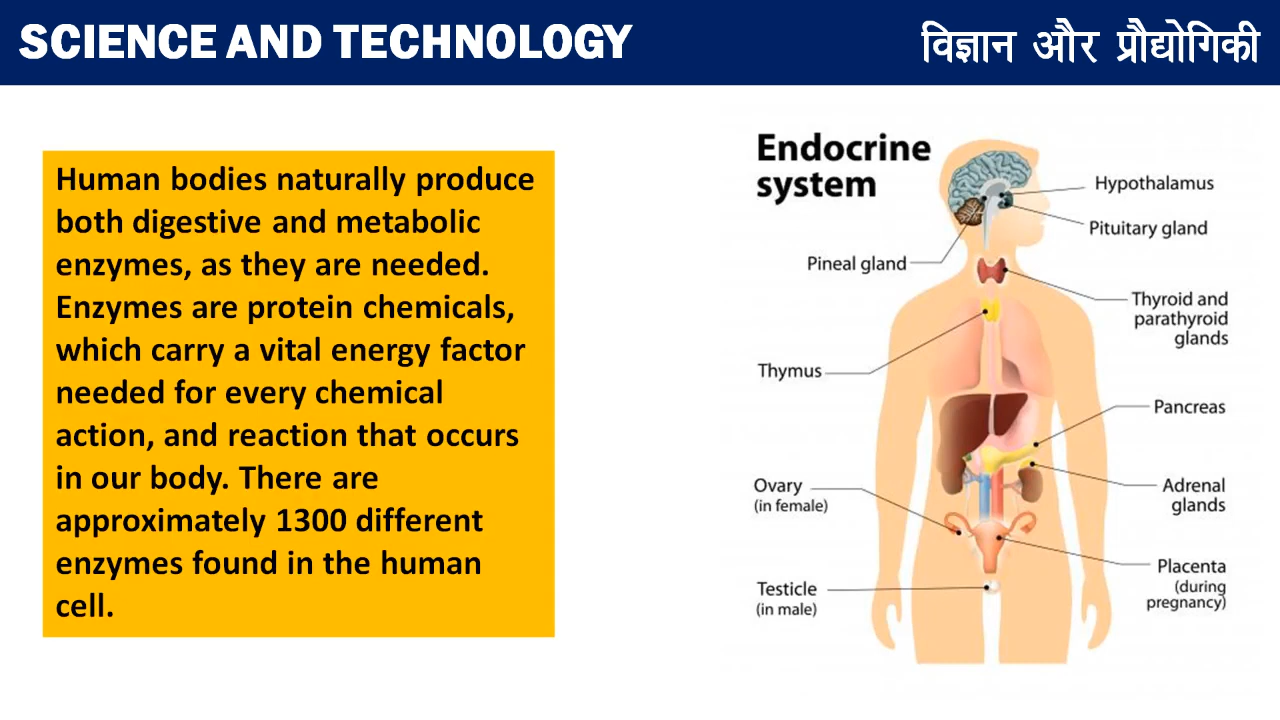 SCIENCE AND TECHNOLOGY
विज्ञान और प्रौद्योगिकी
Human bodies naturally produce
both digestive and metabolic
enzymes, as they are needed.
Enzymes are protein chemicals,
which carry a vital energy factor
needed for every chemical
action, and reaction that occurs
in our body. There are
approximately 1300 different
enzymes found in the human
cell.
Endocrine
system
Hypothalamus
Pituitary gland
Pineal gland
Thyroid and
parathyroid
glands
Thymus
Pancreas
Ovary
(in female)
Adrenal
glands
Placenta
(during
pregnancy)
Testicle
(in male)